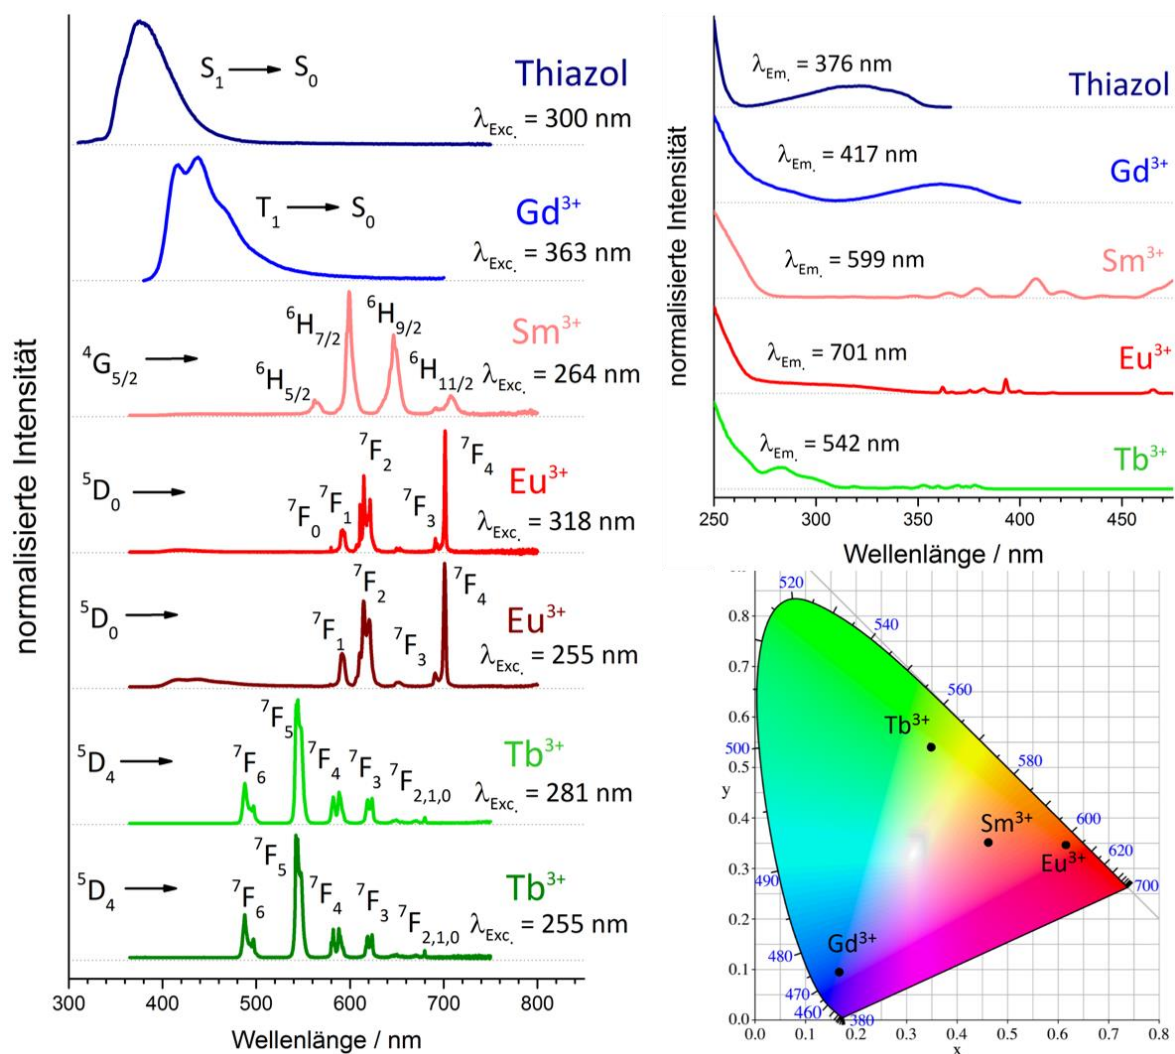 normalisierte Intensität
S₁ → S₀
Thiazol
λExc. = 300 nm
T₁ → S₀
Gd³⁺
λExc. = 363 nm
⁴G₅/₂ →
⁶H₅/₂
⁶H₇/₂
⁶H₉/₂
⁶H₁₁/₂
Sm³⁺
λExc. = 264 nm
⁵D₀ →
⁷F₀
⁷F₁
⁷F₂
⁷F₃
⁷F₄
Eu³⁺
λExc. = 318 nm
⁵D₀ →
⁷F₁
⁷F₂
⁷F₃
⁷F₄
Eu³⁺
λExc. = 255 nm
⁵D₄ →
⁷F₆
⁷F₅
⁷F₄
⁷F₃
⁷F₂,₁,₀
Tb³⁺
λExc. = 281 nm
⁵D₄ →
⁷F₆
⁷F₅
⁷F₄
⁷F₃
⁷F₂,₁,₀
Tb³⁺
λExc. = 255 nm
300 400 500 600 700 800
Wellenlänge / nm
normalisierte Intensität
λEm. = 376 nm
Thiazol
λEm. = 417 nm
Gd³⁺
λEm. = 599 nm
Sm³⁺
λEm. = 701 nm
Eu³⁺
λEm. = 542 nm
Tb³⁺
250 300 350 400 450
Wellenlänge / nm
520
540
560
580
600
620
700
500
490
480
470
460
380
Tb³⁺
Sm³⁺
Eu³⁺
Gd³⁺
0.8
0.7
0.6
0.5
y
0.4
0.3
0.2
0.1
0.0
0.0 0.1 0.2 0.3 0.4 0.5 0.6 0.7 0.8
x